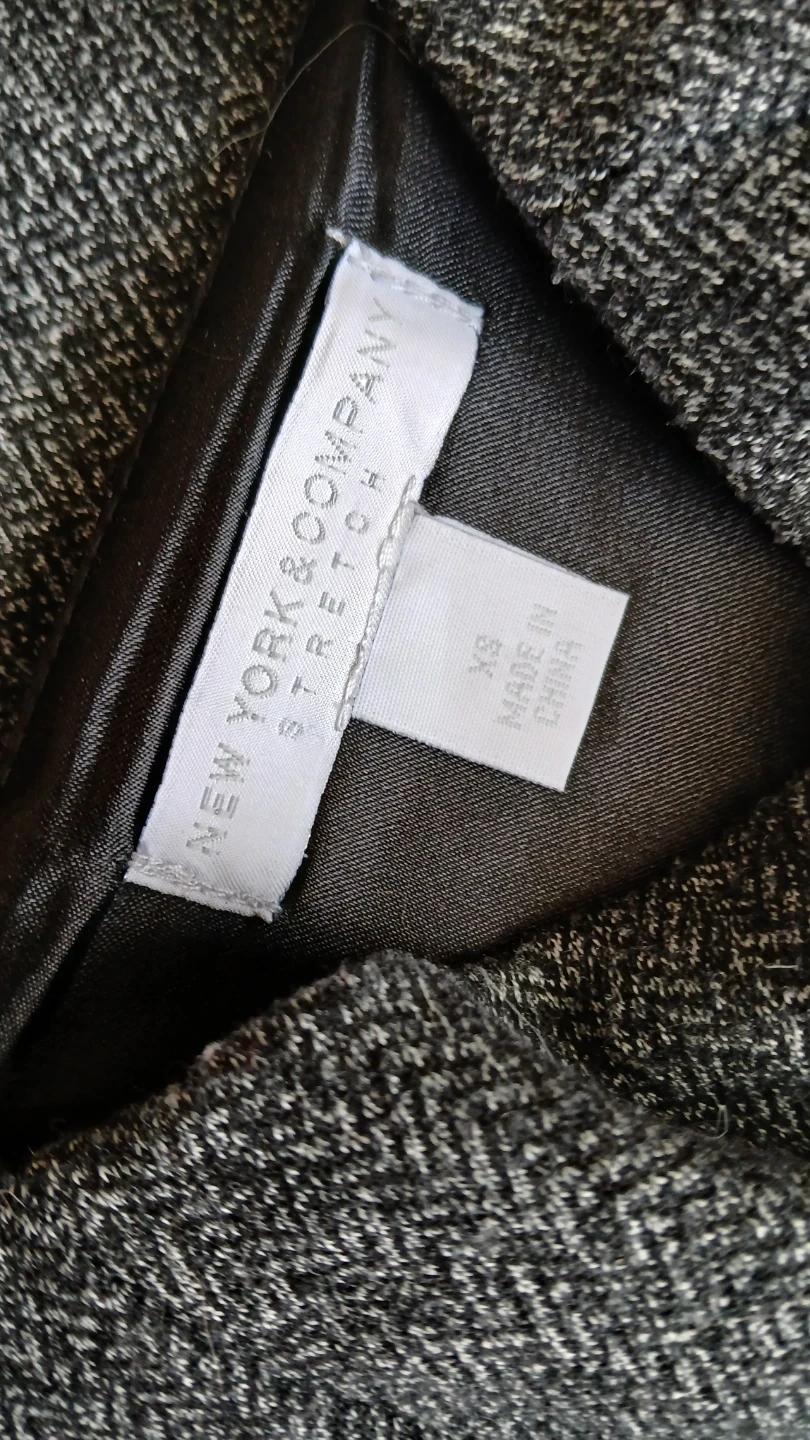 NEW YORK&COMPANY
STRETCH
XS
MADE IN
CHINA